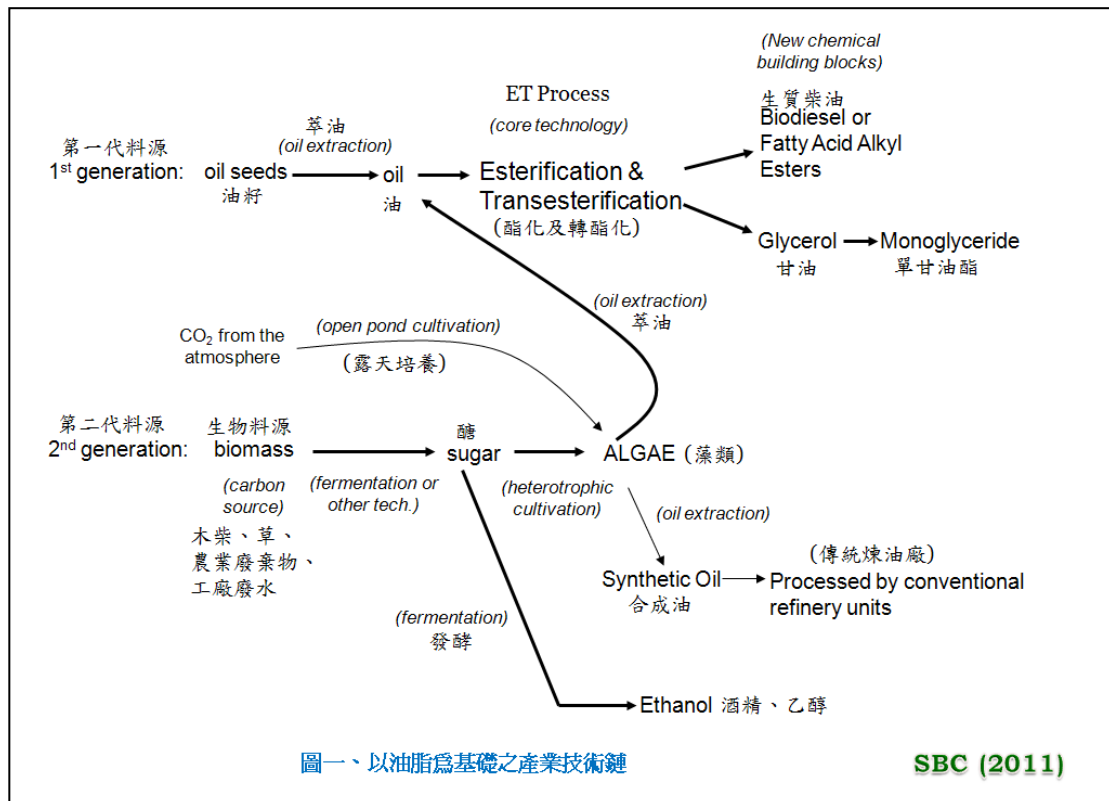 (New chemical
building blocks)
ET Process
(core technology)
生質柴油
Biodiesel or
Fatty Acid Alkyl
Esters
萃油
(oil extraction)
第一代料源
1st generation:
oil seeds
油籽
oil
油
Esterification &
Transesterification
(酯化及轉酯化)
Glycerol
甘油
Monoglyceride
單甘油酯
(oil extraction)
萃油
CO2 from the
atmosphere
(open pond cultivation)
(露天培養)
第二代料源
2nd generation:
生物料源
biomass
(carbon
source)
木柴、草、
農業廢棄物、
工廠廢水
(fermentation or
other tech.)
醣
sugar
(heterotrophic
cultivation)
ALGAE (藻類)
(oil extraction)
Synthetic Oil
合成油
(傳統煉油廠)
Processed by conventional
refinery units
(fermentation)
發酵
Ethanol 酒精、乙醇
圖一、以油脂為基礎之產業技術鏈
SBC (2011)